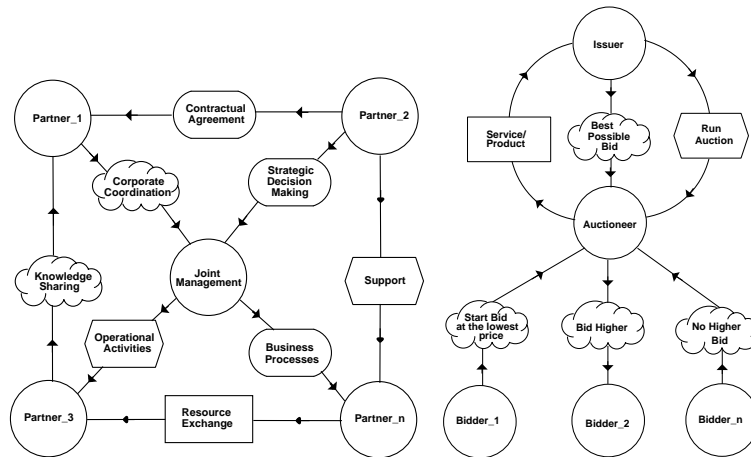 Issuer
Partner_1
Contractual
Agreement
Partner_2
Service/
Product
Best
Possible
Bid
Run
Auction
Corporate
Coordination
Strategic
Decision
Making
Auctioneer
Joint
Management
Knowledge
Sharing
Support
Operational
Activities
Business
Processes
Start Bid
at the lowest
price
Bid Higher
No Higher
Bid
Partner_3
Resource
Exchange
Partner_n
Bidder_1
Bidder_2
Bidder_n